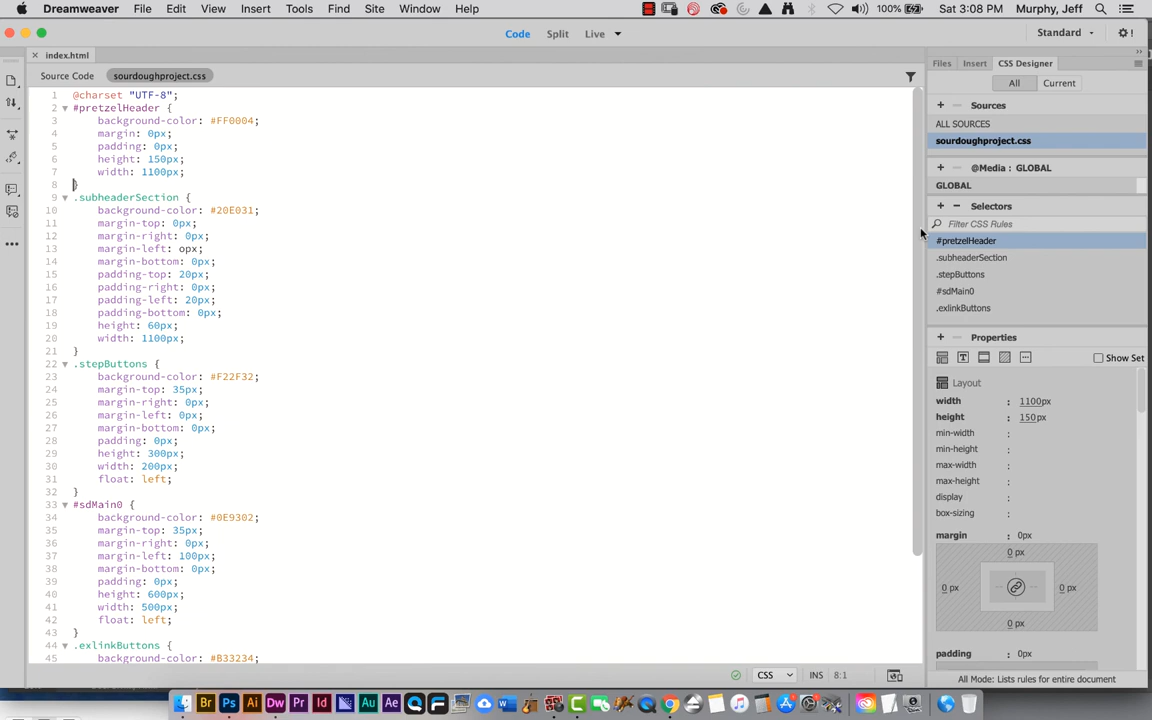 Dreamweaver File Edit View Insert Tools Find Site Window Help 100% Sat 3:08 PM Murphy, Jeff
Code Split Live Standard
index.html
Source Code sourdoughproject.css
1 @charset "UTF-8";
2 #pretzelHeader {
3 background-color: #FF0004;
4 margin: 0px;
5 padding: 0px;
6 height: 150px;
7 width: 1100px;
8 }
9 .subheaderSection {
10 background-color: #20E031;
11 margin-top: 0px;
12 margin-right: 0px;
13 margin-left: opx;
14 margin-bottom: 0px;
15 padding-top: 20px;
16 padding-right: 0px;
17 padding-left: 20px;
18 padding-bottom: 0px;
19 height: 60px;
20 width: 1100px;
21 }
22 .stepButtons {
23 background-color: #F22F32;
24 margin-top: 35px;
25 margin-right: 0px;
26 margin-left: 0px;
27 margin-bottom: 0px;
28 padding: 0px;
29 height: 300px;
30 width: 200px;
31 float: left;
32 }
33 #sdMain0 {
34 background-color: #0E9302;
35 margin-top: 35px;
36 margin-right: 0px;
37 margin-left: 100px;
38 margin-bottom: 0px;
39 padding: 0px;
40 height: 600px;
41 width: 500px;
42 float: left;
43 }
44 .exlinkButtons {
45 background-color: #B33234;
CSS INS 8:1
Files Insert CSS Designer
All Current
Sources
ALL SOURCES
sourdoughproject.css
@Media : GLOBAL
GLOBAL
Selectors
Filter CSS Rules
#pretzelHeader
.subheaderSection
.stepButtons
#sdMain0
.exlinkButtons
Properties
Show Set
Layout
width : 1100px
height : 150px
min-width :
min-height :
max-width :
max-height :
display :
box-sizing :
margin : 0px
0 px
0 px 0 px
0 px
padding : 0px
All Mode: Lists rules for entire document
Br Ps Ai Dw Pr Id Au Ae